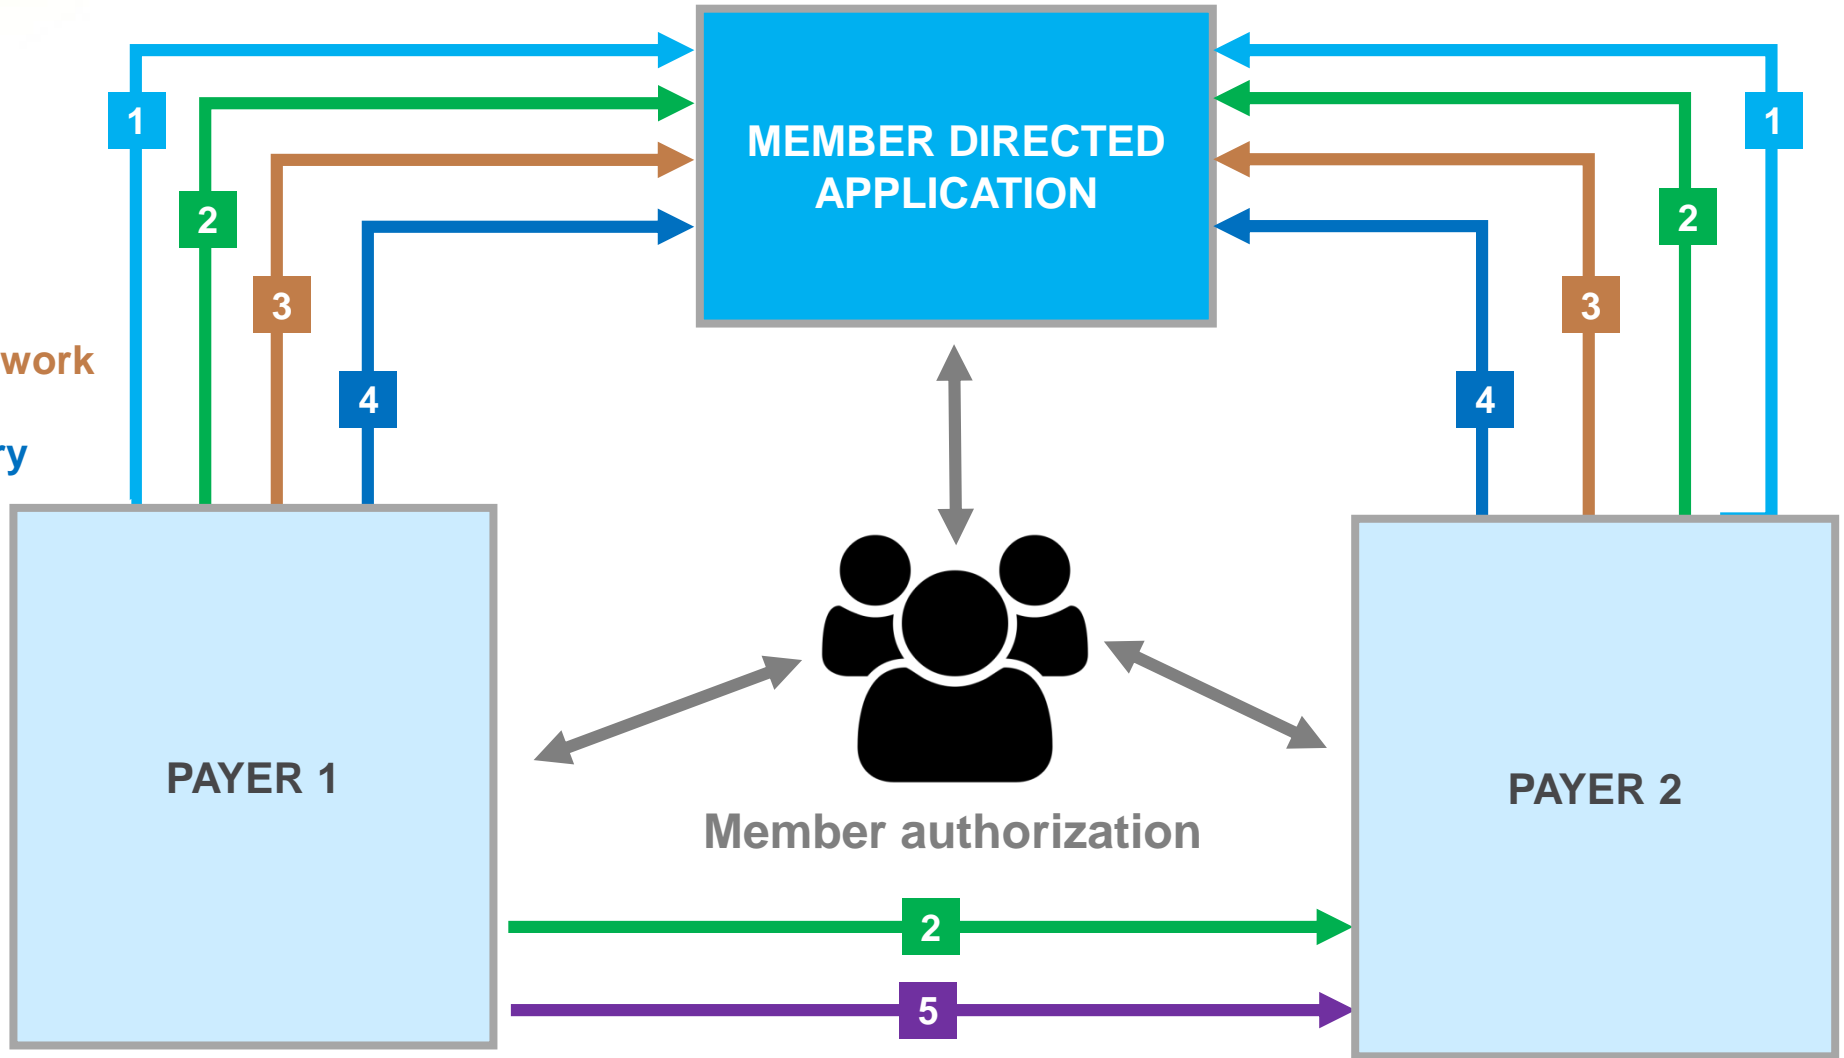 MEMBER DIRECTED
APPLICATION
1
1
2
2
3
3
work
4
4
ry
PAYER 1
PAYER 2
Member authorization
2
5